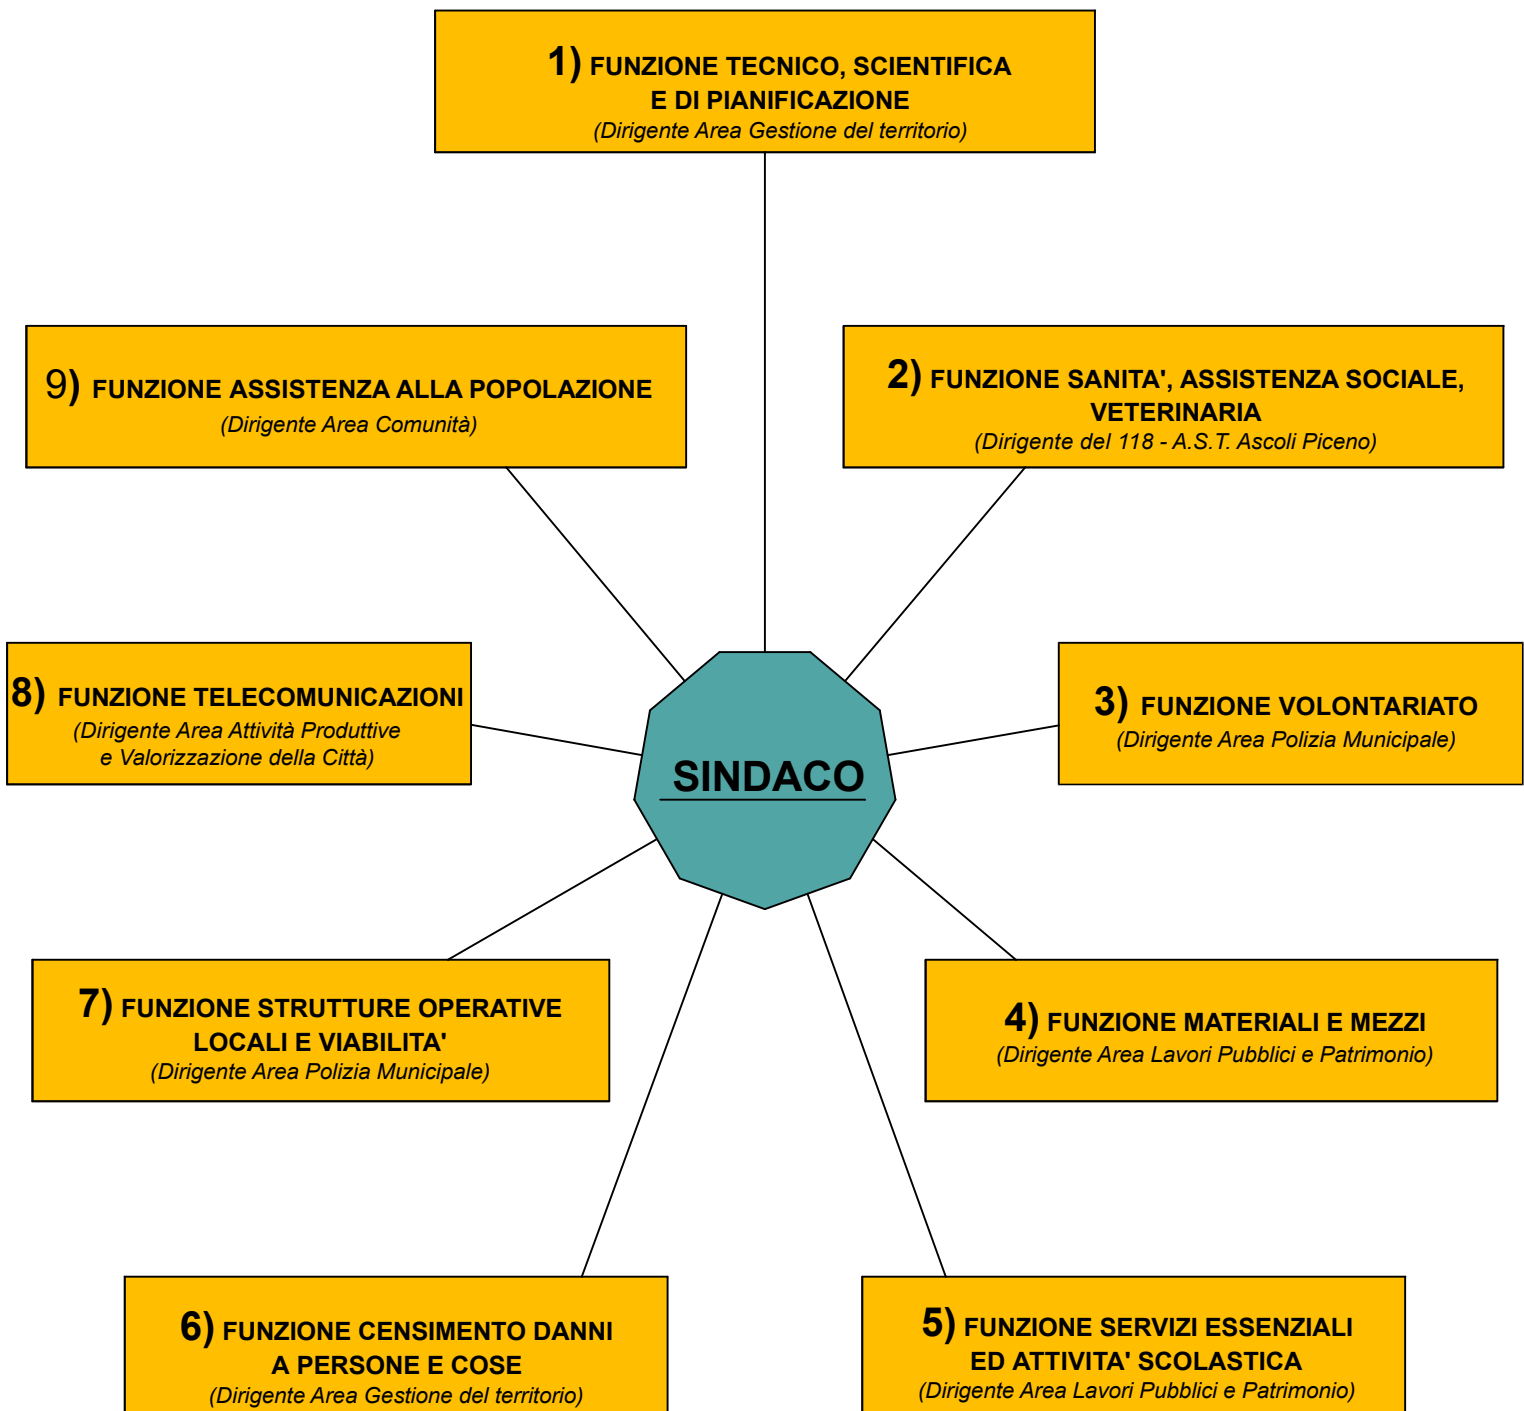 1) FUNZIONE TECNICO, SCIENTIFICA
E DI PIANIFICAZIONE
(Dirigente Area Gestione del territorio)
9) FUNZIONE ASSISTENZA ALLA POPOLAZIONE
(Dirigente Area Comunità)
2) FUNZIONE SANITA', ASSISTENZA SOCIALE,
VETERINARIA
(Dirigente del 118 - A.S.T. Ascoli Piceno)
8) FUNZIONE TELECOMUNICAZIONI
(Dirigente Area Attività Produttive
e Valorizzazione della Città)
3) FUNZIONE VOLONTARIATO
(Dirigente Area Polizia Municipale)
SINDACO
7) FUNZIONE STRUTTURE OPERATIVE
LOCALI E VIABILITA'
(Dirigente Area Polizia Municipale)
4) FUNZIONE MATERIALI E MEZZI
(Dirigente Area Lavori Pubblici e Patrimonio)
6) FUNZIONE CENSIMENTO DANNI
A PERSONE E COSE
(Dirigente Area Gestione del territorio)
5) FUNZIONE SERVIZI ESSENZIALI
ED ATTIVITA' SCOLASTICA
(Dirigente Area Lavori Pubblici e Patrimonio)